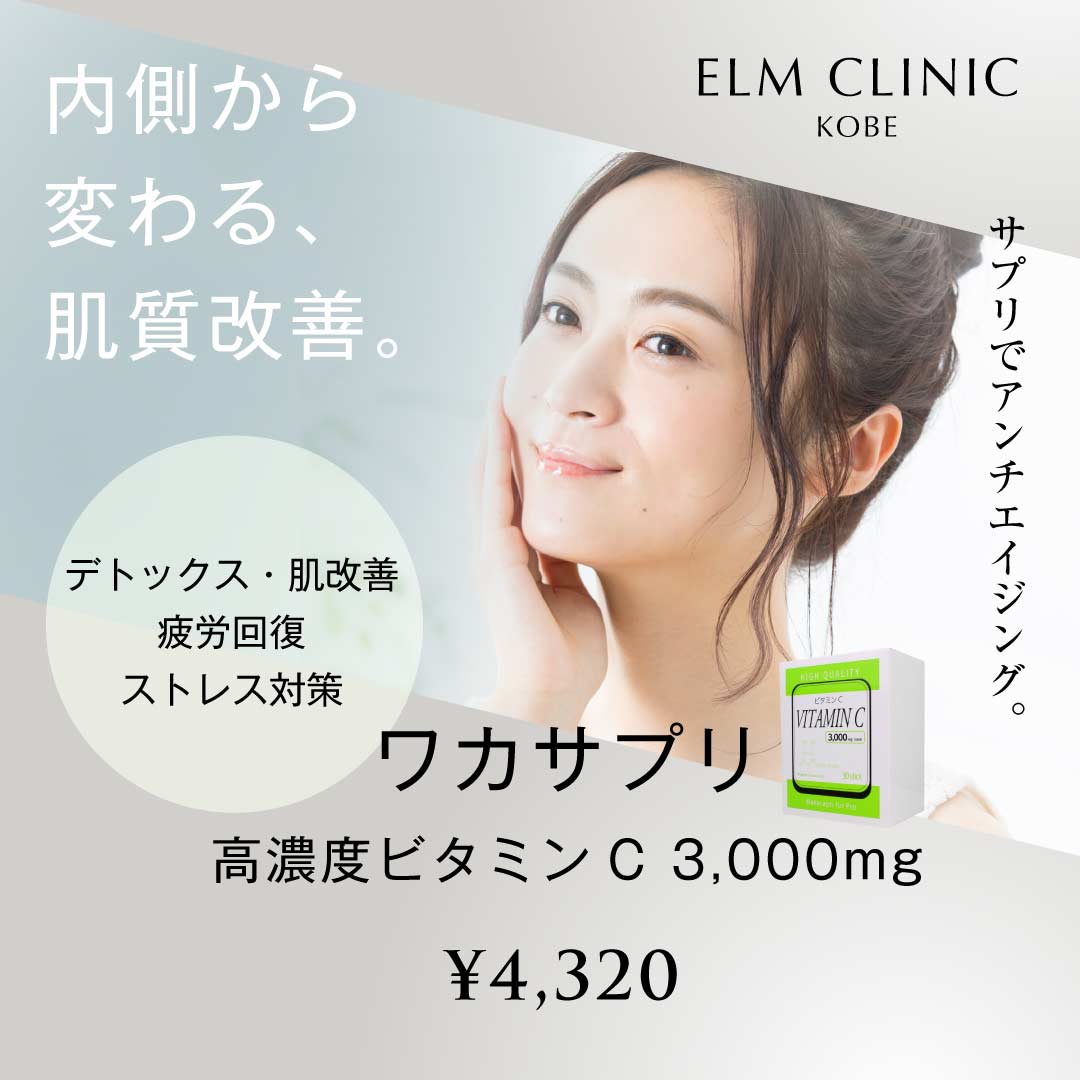 内側から
変わる、
肌質改善。
ELM CLINIC
KOBE
サプリでアンチエイジング。
デトックス・肌改善
疲労回復
ストレス対策
HIGH QUALITY
ビタミンC
VITAMIN C
3,000mg
ワカサプリ
高濃度ビタミンC 3,000mg
¥4,320